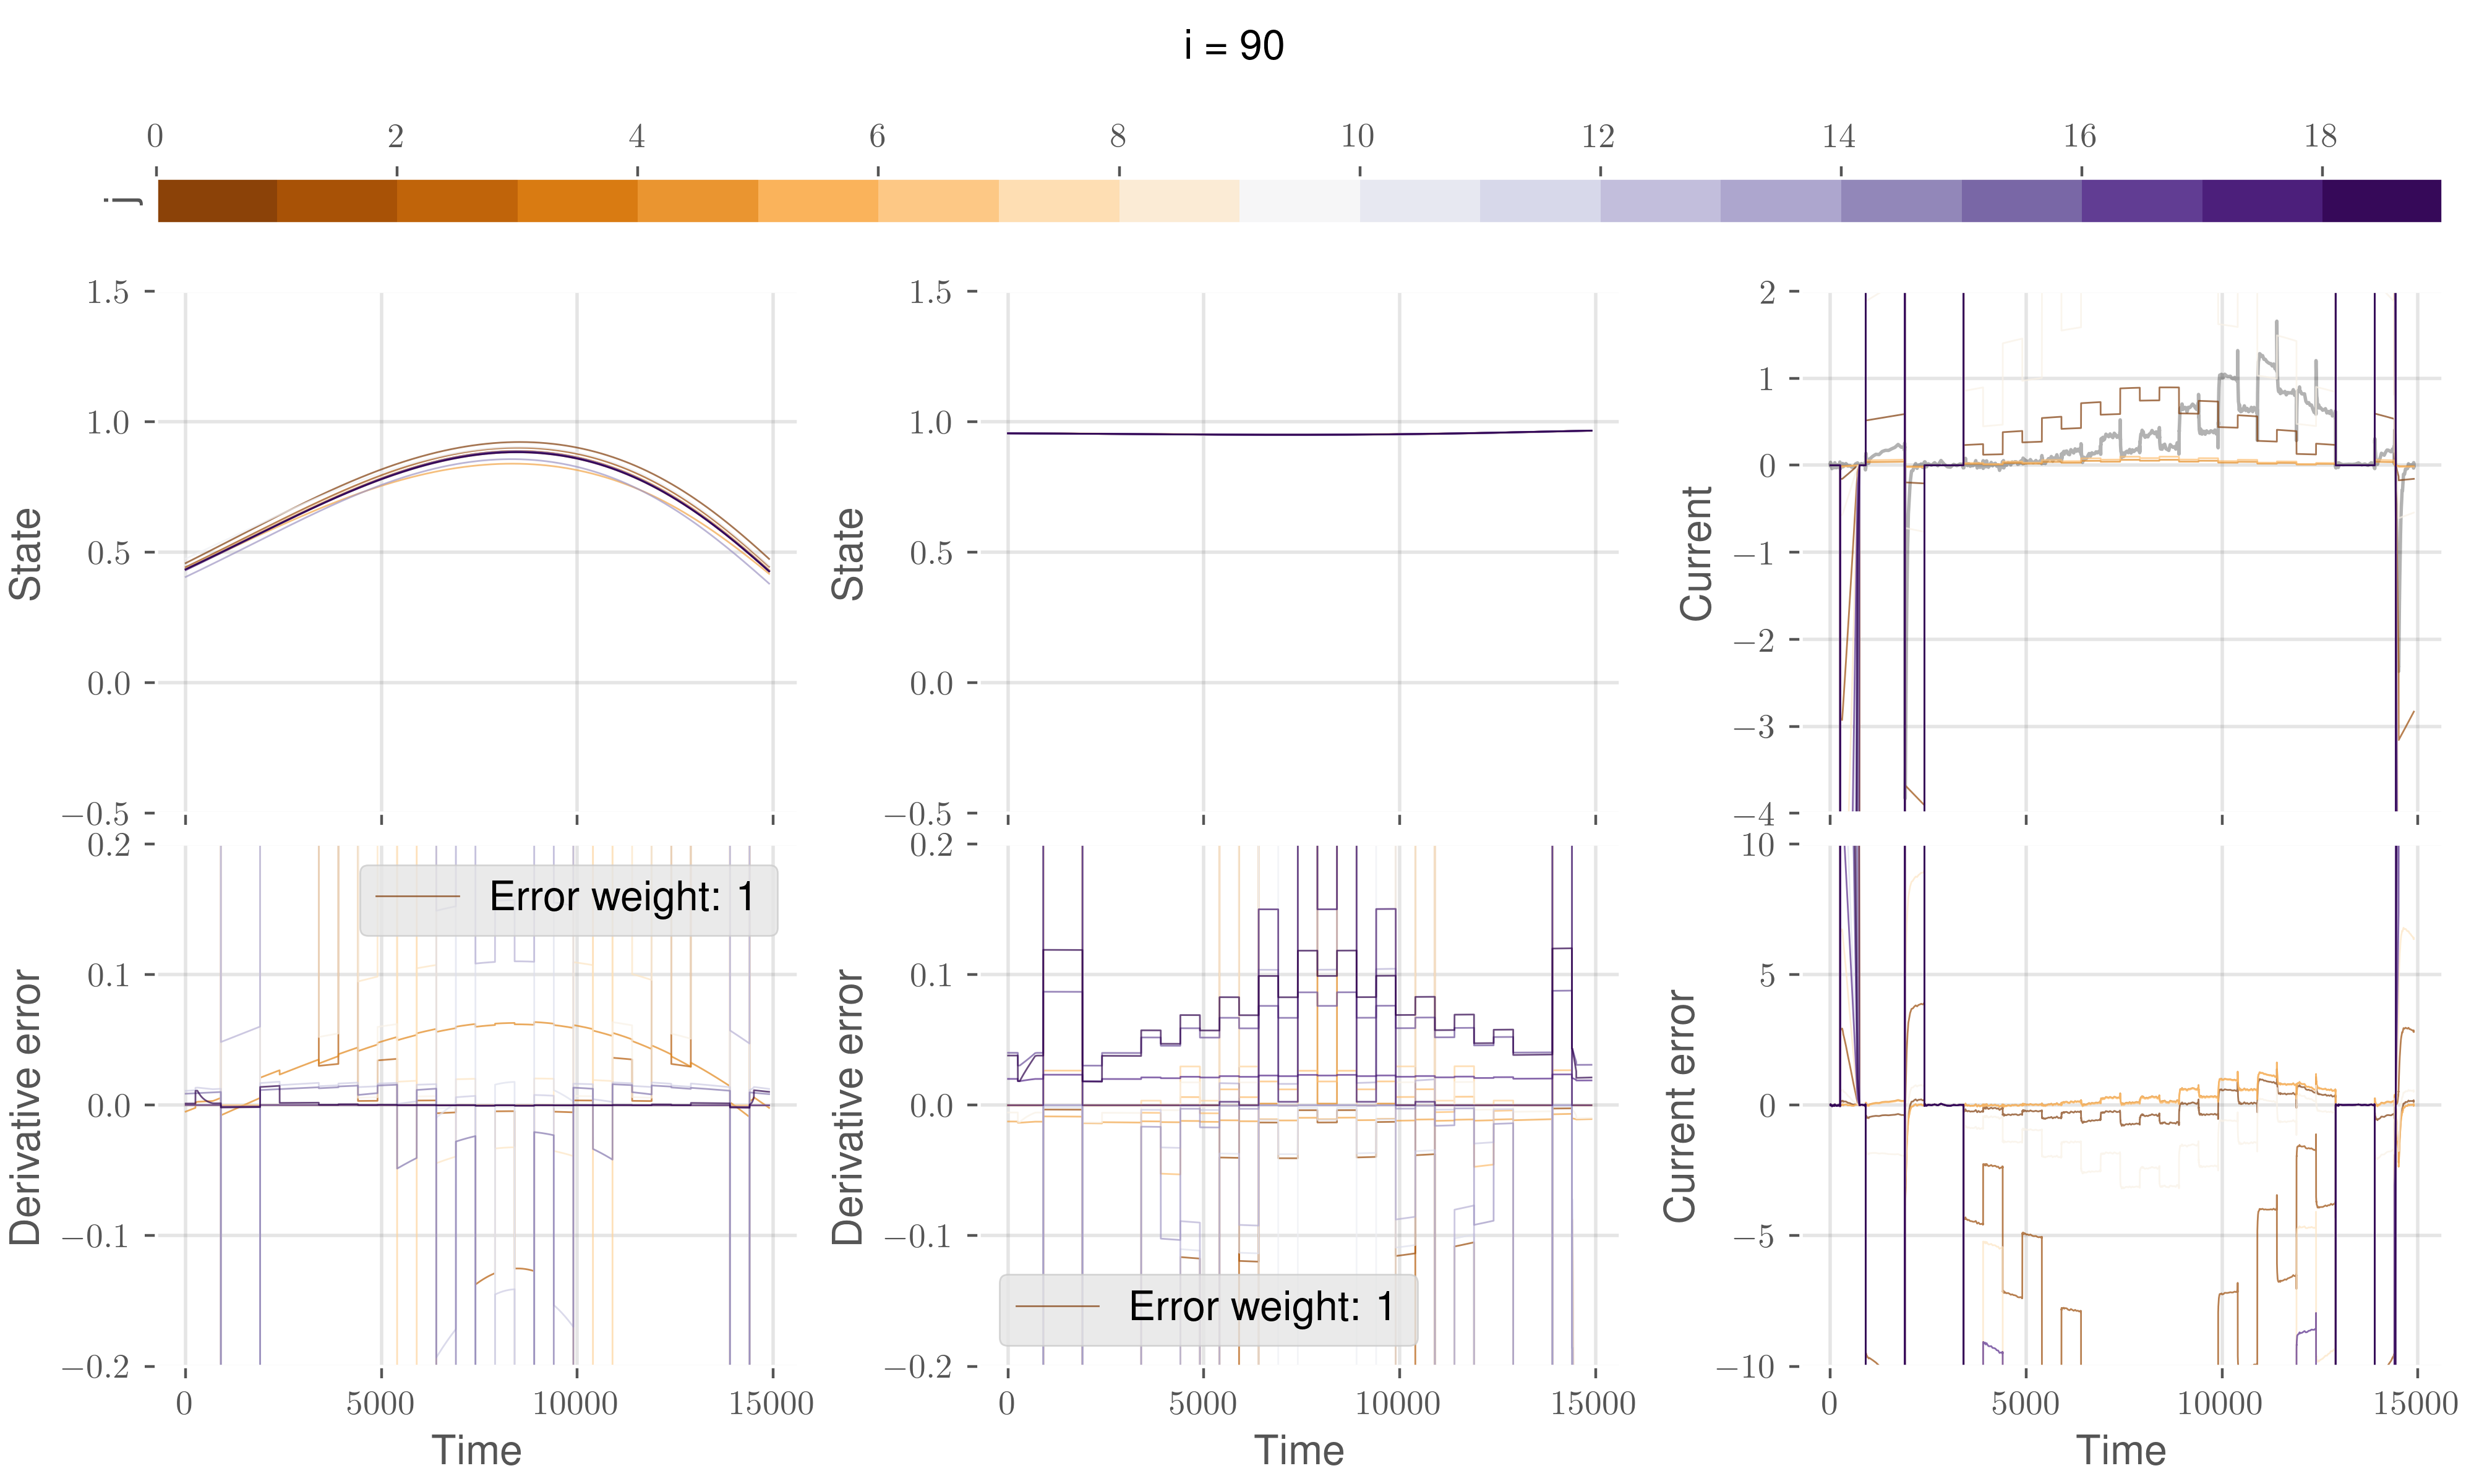 i = 90
0 2 4 6 8 10 12 14 16 18
j
1.5 1.0 0.5 0.0 −0.5
State
1.5 1.0 0.5 0.0 −0.5
State
2 1 0 −1 −2 −3 −4
Current
0.2 0.1 0.0 −0.1 −0.2
Derivative error
Error weight: 1
0 5000 10000 15000
Time
0.2 0.1 0.0 −0.1 −0.2
Derivative error
Error weight: 1
0 5000 10000 15000
Time
10 5 0 −5 −10
Current error
0 5000 10000 15000
Time